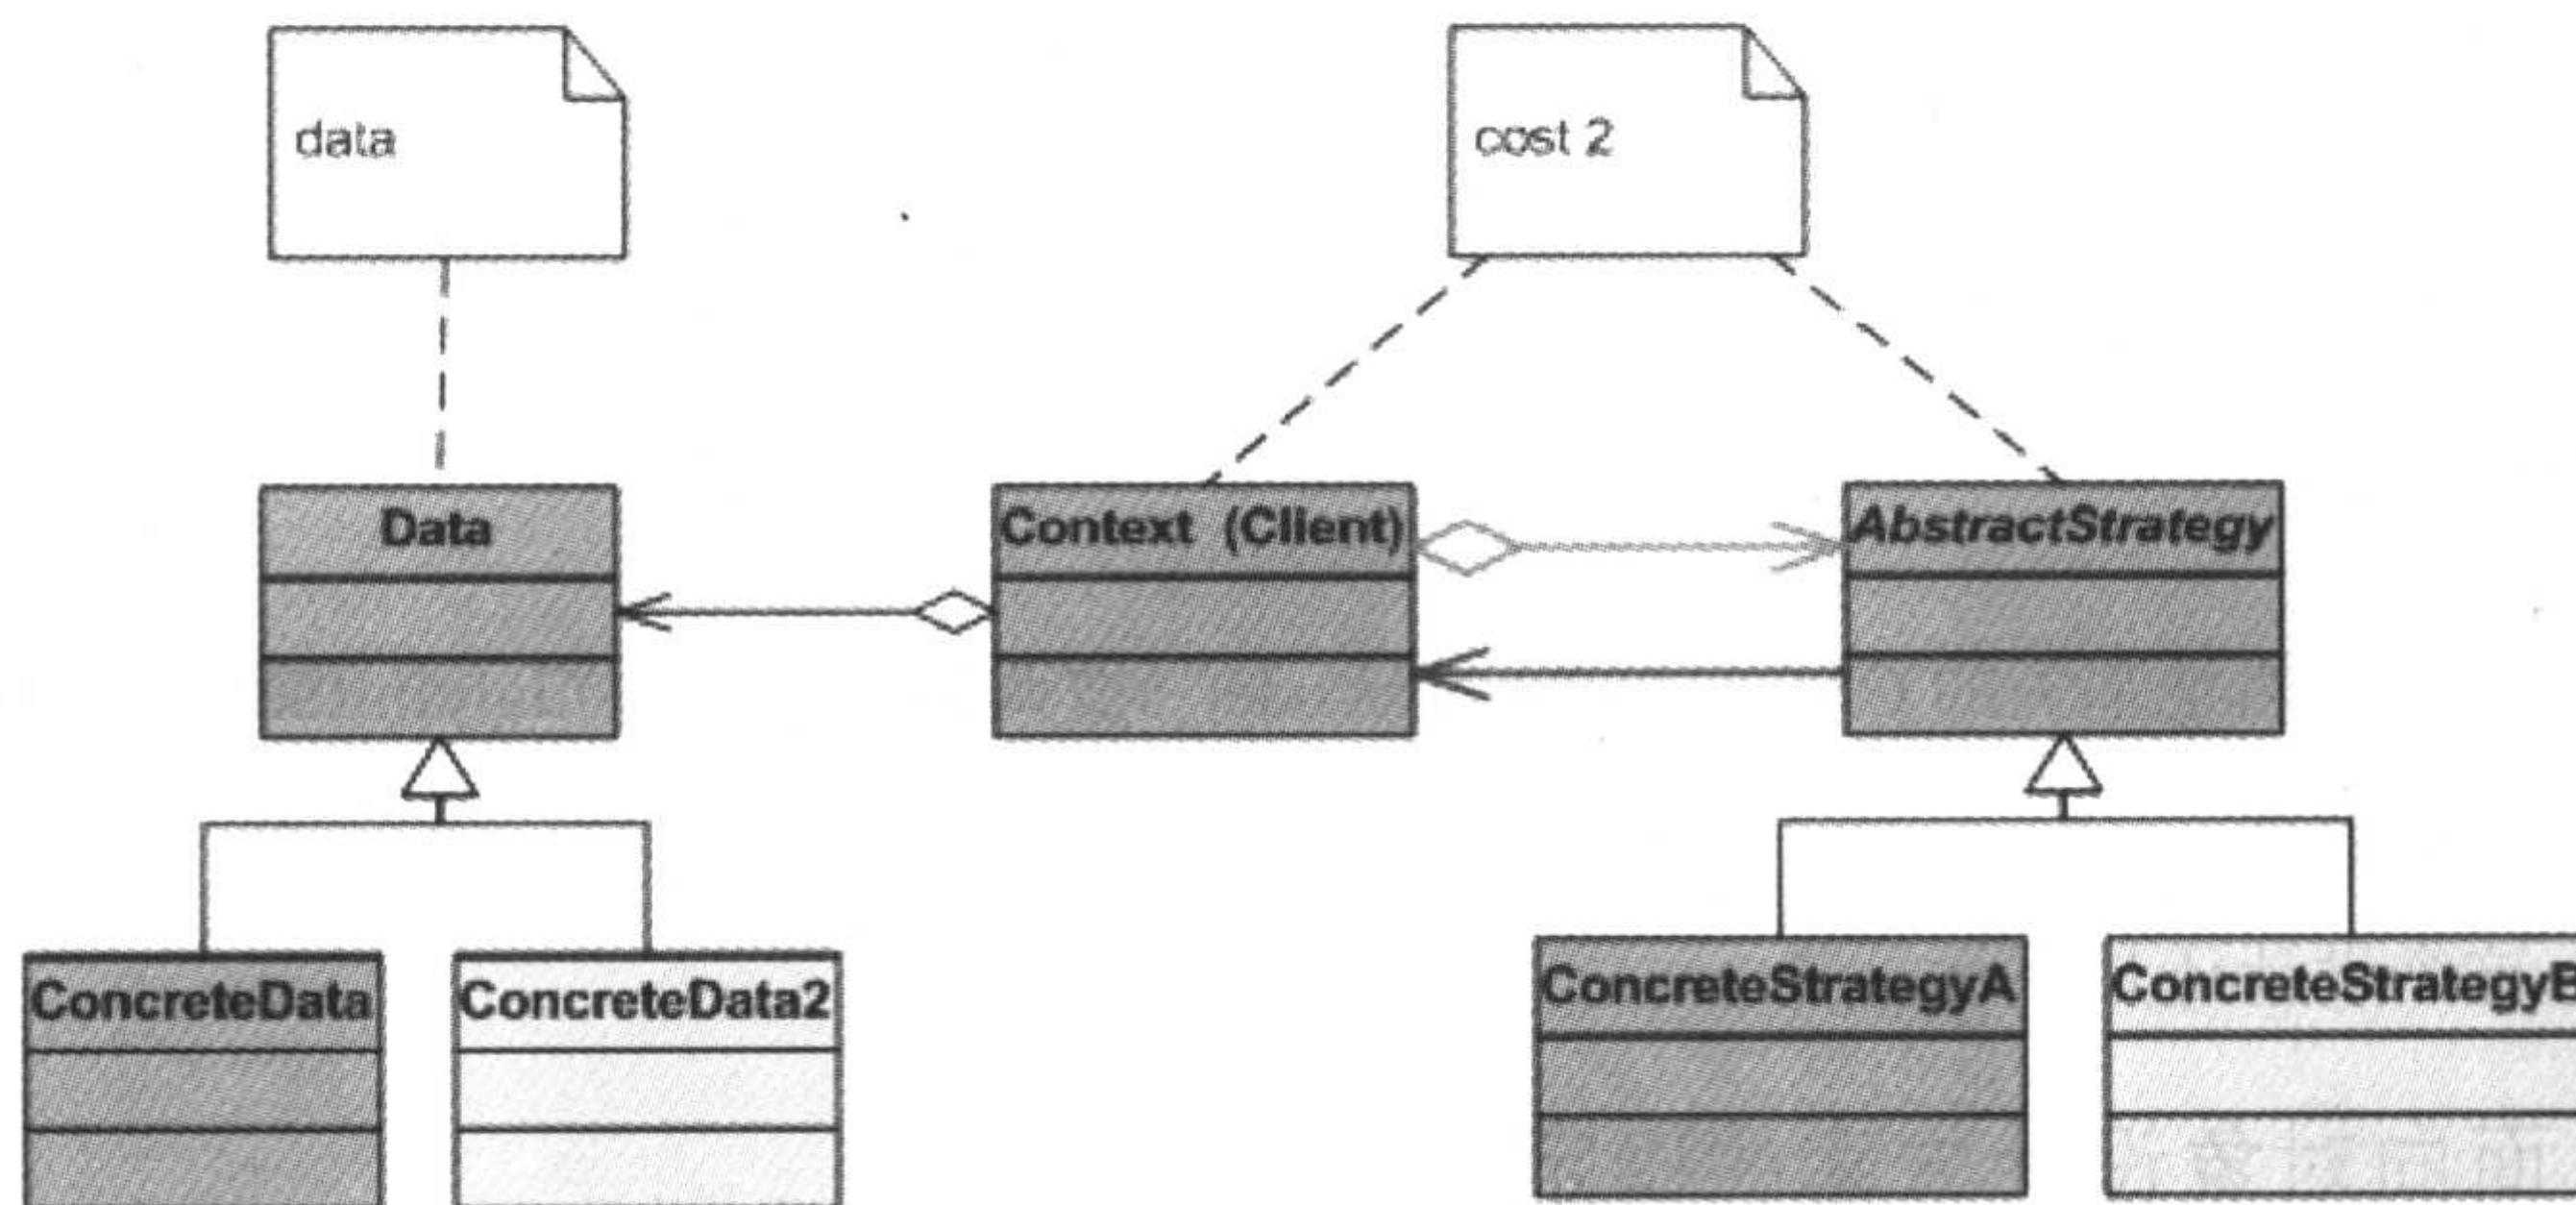 data
cost 2
Data
Context (Client)
AbstractStrategy
ConcreteData
ConcreteData2
ConcreteStrategyA
ConcreteStrategyB